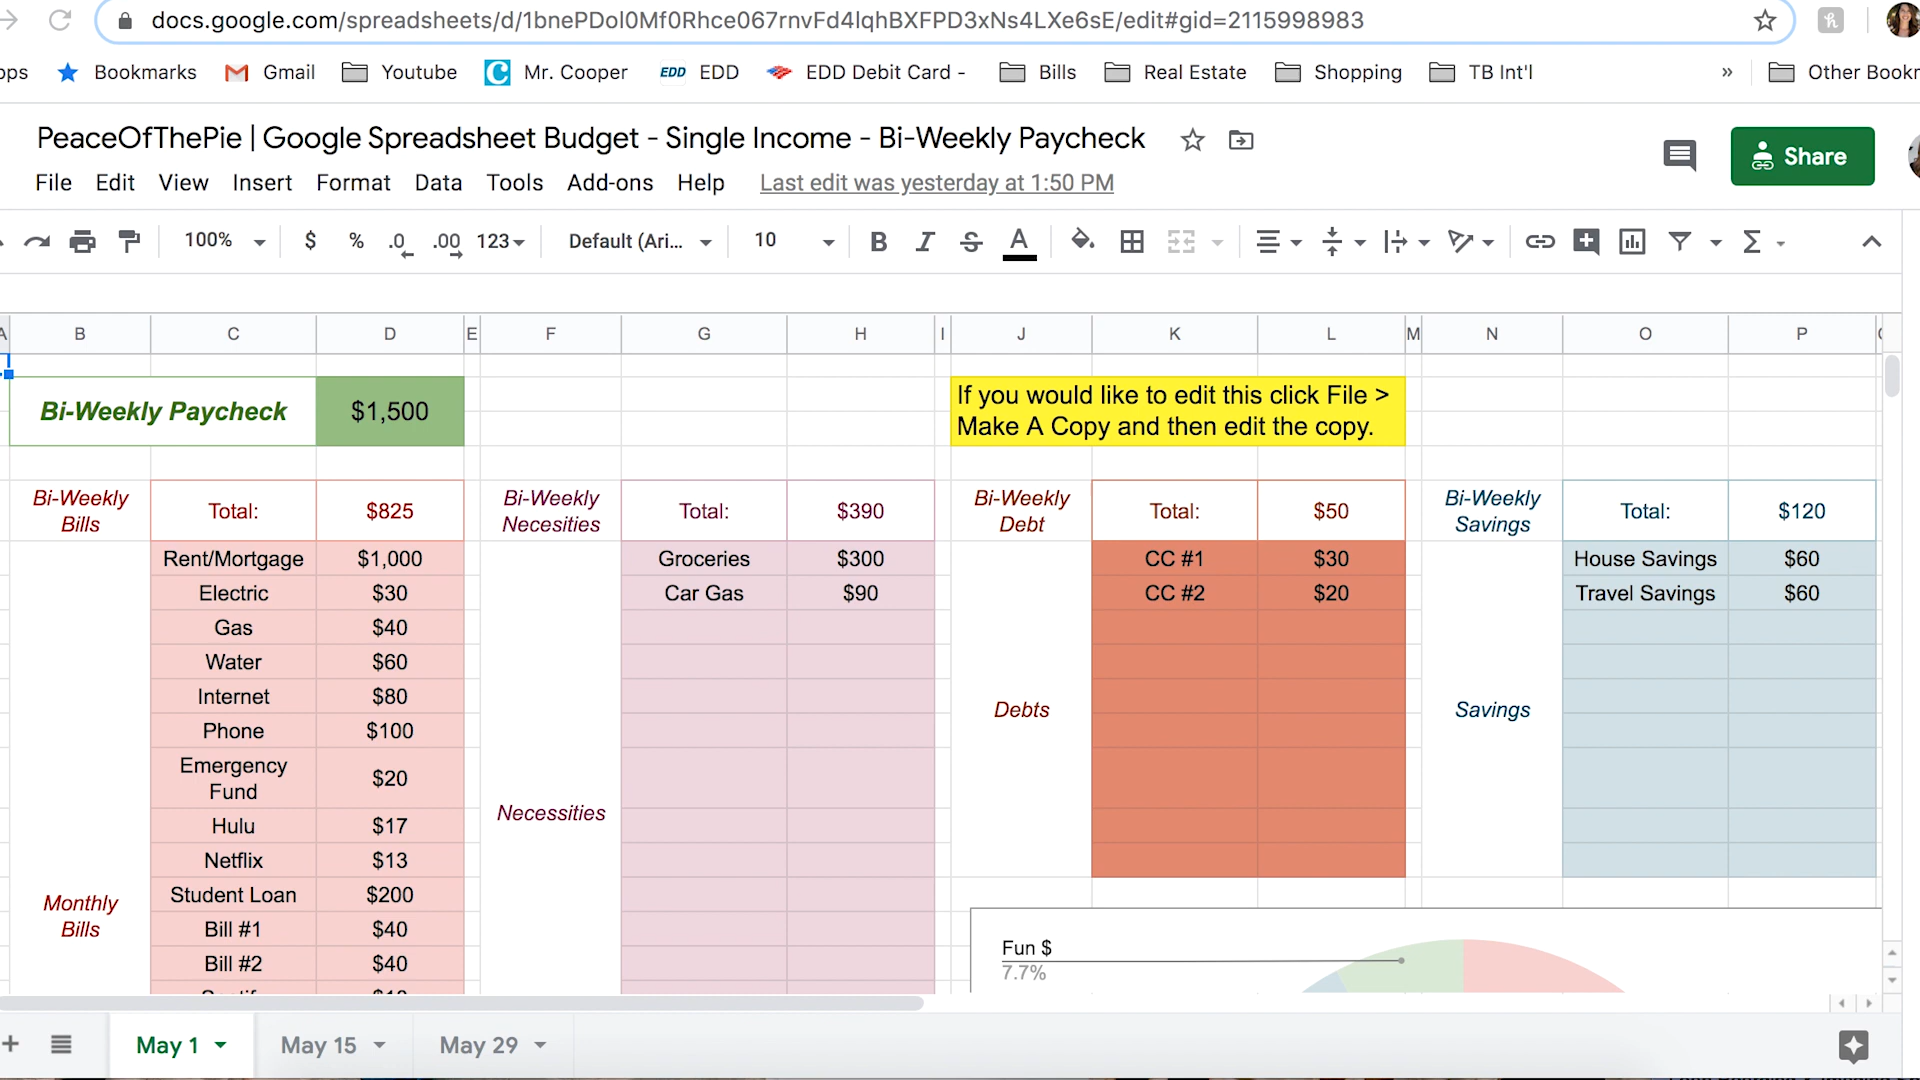 docs.google.com/spreadsheets/d/1bnePDol0Mf0Rhce067rnvFd4lqhBXFPD3xNs4LXe6sE/edit#gid=2115998983
Bookmarks Gmail Youtube Mr. Cooper EDD EDD EDD Debit Card - Bills Real Estate Shopping TB Int'l » Other Bookr
PeaceOfThePie | Google Spreadsheet Budget - Single Income - Bi-Weekly Paycheck
Share
File Edit View Insert Format Data Tools Add-ons Help Last edit was yesterday at 1:50 PM
100% $ % .0 .00 123 Default (Ari... 10 B I S A
A B C D E F G H I J K L M N O P
Bi-Weekly Paycheck $1,500
If you would like to edit this click File >
Make A Copy and then edit the copy.
Bi-Weekly Bills Total: $825 Bi-Weekly Necesities Total: $390 Bi-Weekly Debt Total: $50 Bi-Weekly Savings Total: $120
Rent/Mortgage $1,000 Groceries $300 CC #1 $30 House Savings $60
Electric $30 Car Gas $90 CC #2 $20 Travel Savings $60
Gas $40
Water $60
Internet $80
Phone $100 Debts Savings
Emergency Fund $20
Necessities
Hulu $17
Netflix $13
Student Loan $200
Monthly Bills
Bill #1 $40
Bill #2 $40
Fun $
7.7%
May 1 May 15 May 29